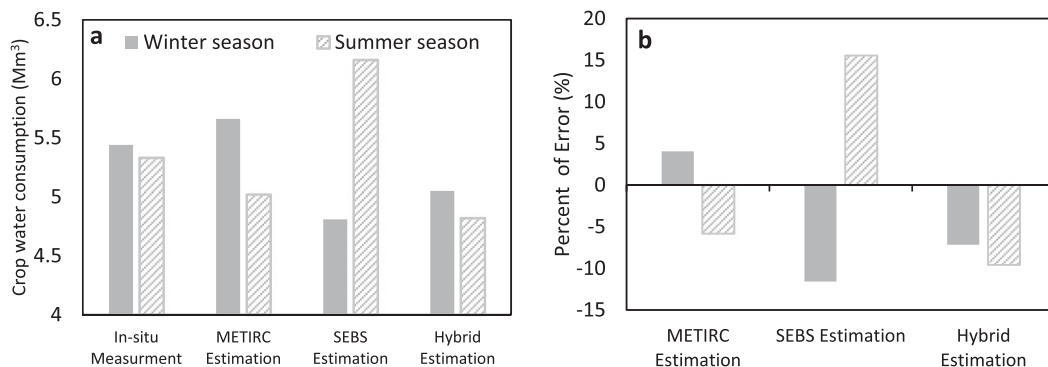 a
Winter season
Summer season
Crop water consumption (Mm³)
6.5
6
5.5
5
4.5
4
In-situ
Measurment
METIRC
Estimation
SEBS
Estimation
Hybrid
Estimation
b
Percent of Error (%)
20
15
10
5
0
-5
-10
-15
METIRC
Estimation
SEBS Estimation
Hybrid
Estimation